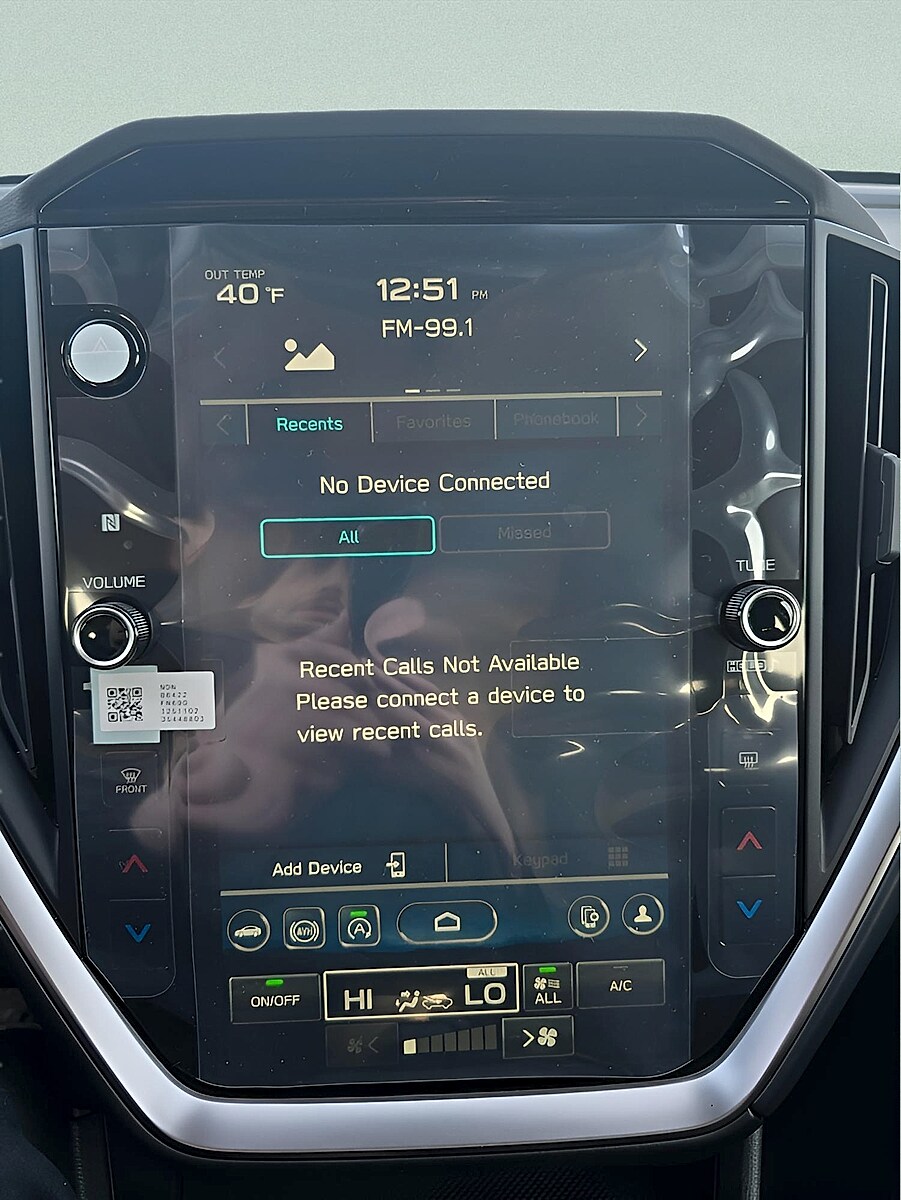 OUT TEMP
40 °F
12:51 PM
FM-99.1
Recents
Favorites
Phonebook
No Device Connected
All
Missed
VOLUME
TUNE
Recent Calls Not Available
Please connect a device to
view recent calls.
FRONT
Add Device
Keypad
AVH
A
ON/OFF
HI
ALL
LO
ALL
A/C